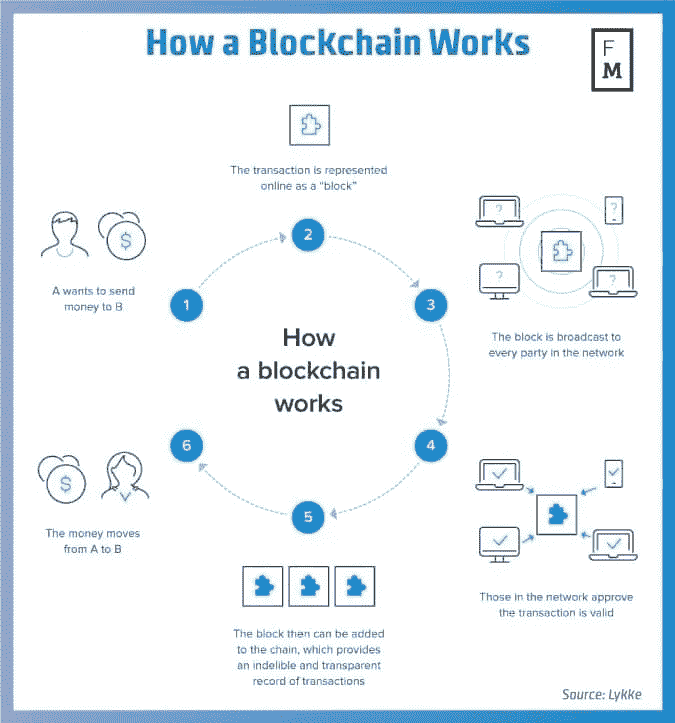 How a Blockchain Works
F
M
The transaction is represented
online as a “block”
?
?
?
?
A wants to send
money to B
$
2
1
3
The block is broadcast to
every party in the network
How
a blockchain
works
6
4
$
5
The money moves
from A to B
Those in the network approve
the transaction is valid
The block then can be added
to the chain, which provides
an indelible and transparent
record of transactions
Source: Lykke